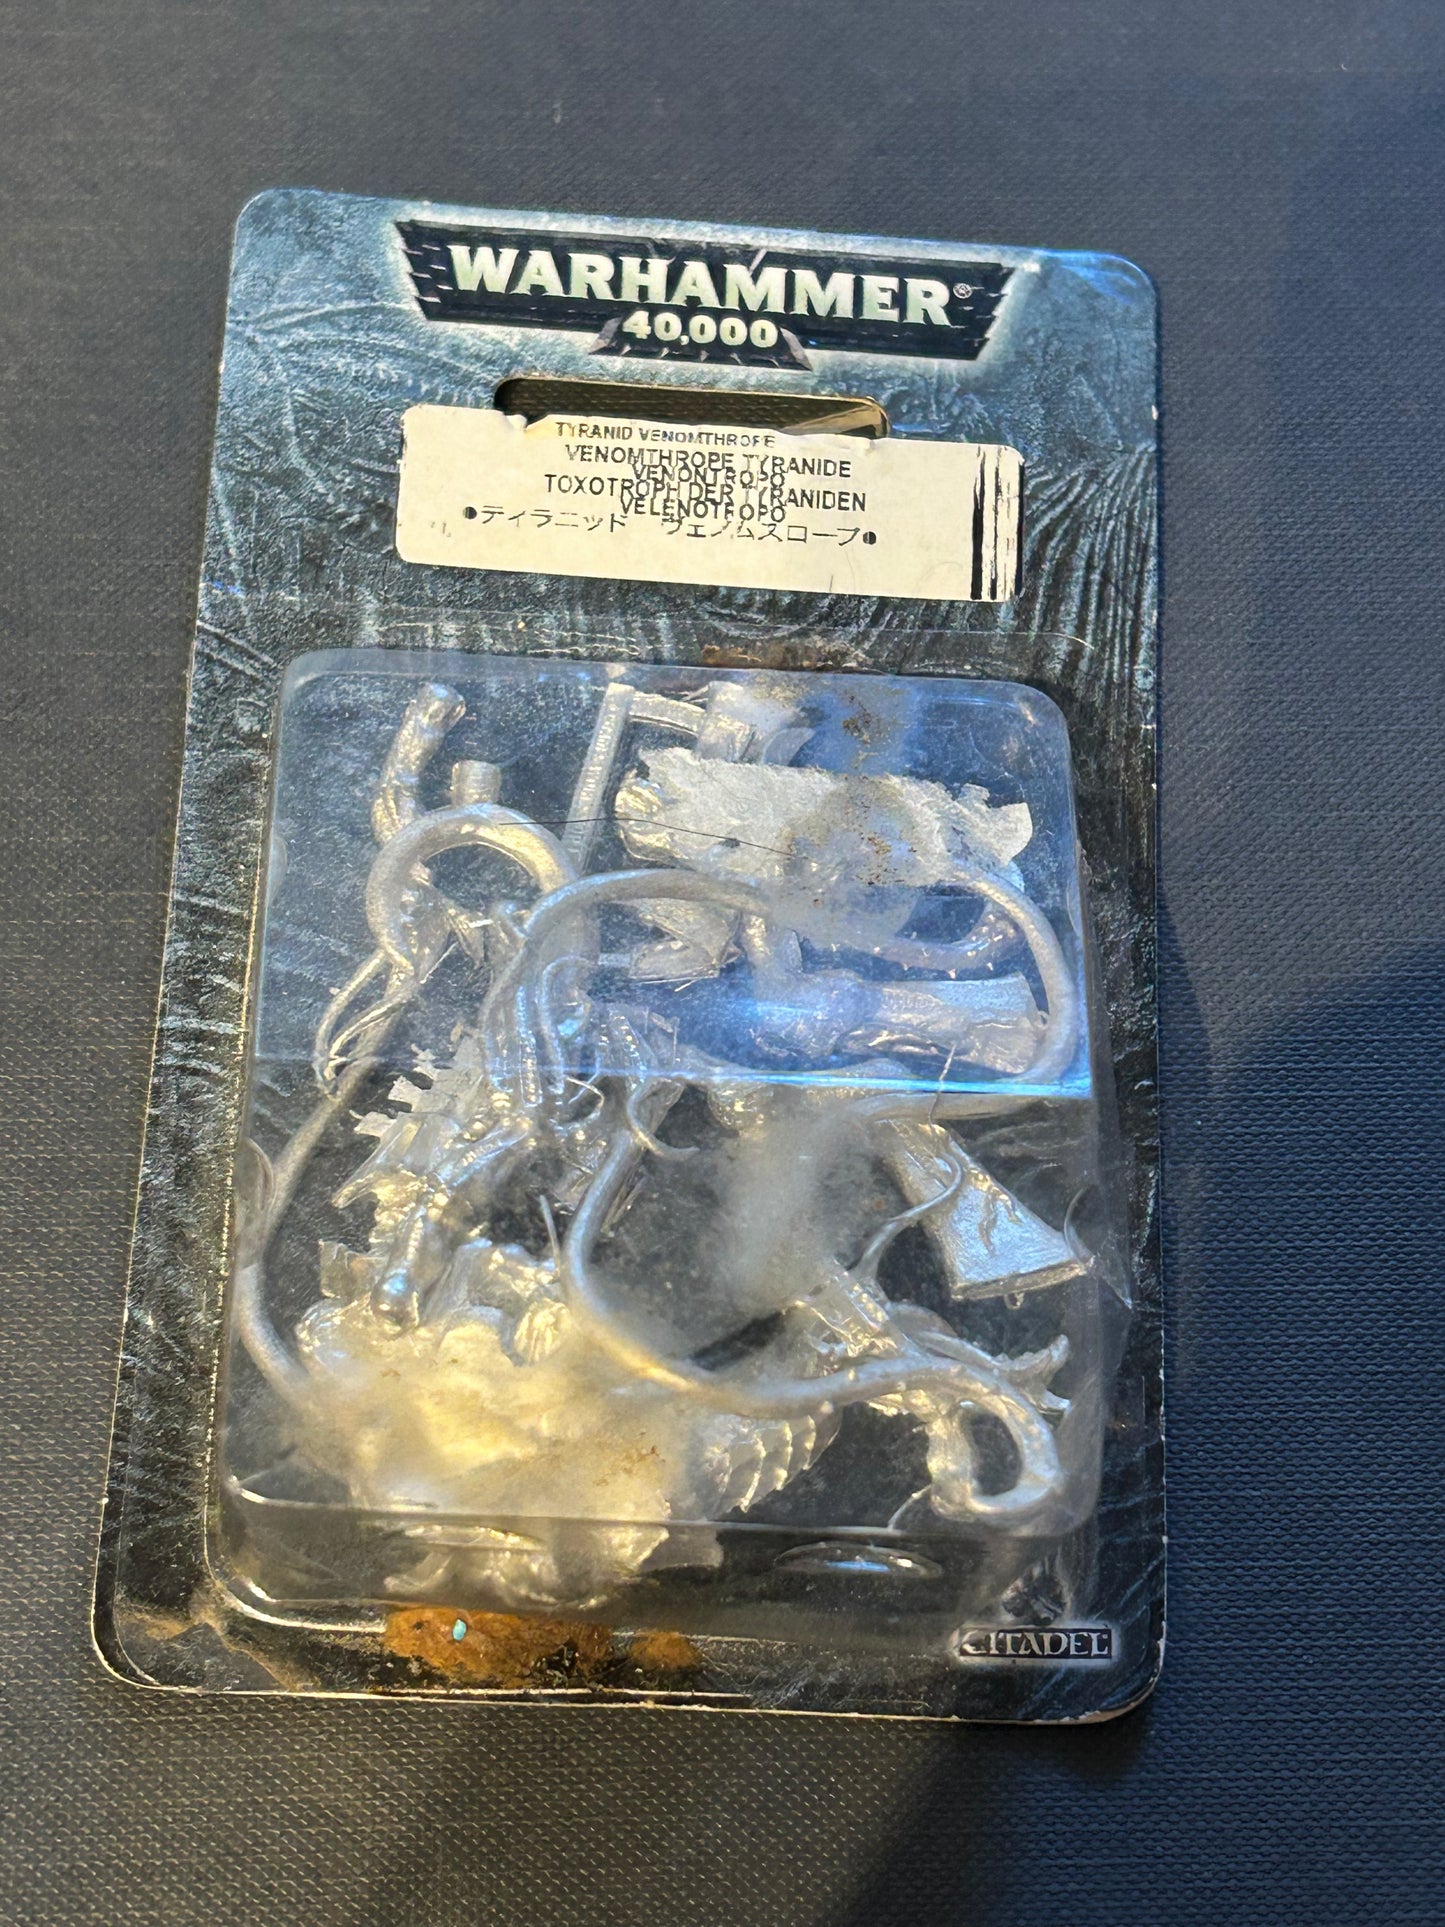 WARHAMMER®
40,000
TYRANID VENOMTHROPE
VENOMTHROPE TYRANIDE
VENONTROPO
TOXOTROPH DER TYRANIDEN
VELENOTROPO
●ティラニッド ヴェノムスロープ●
CITADEL